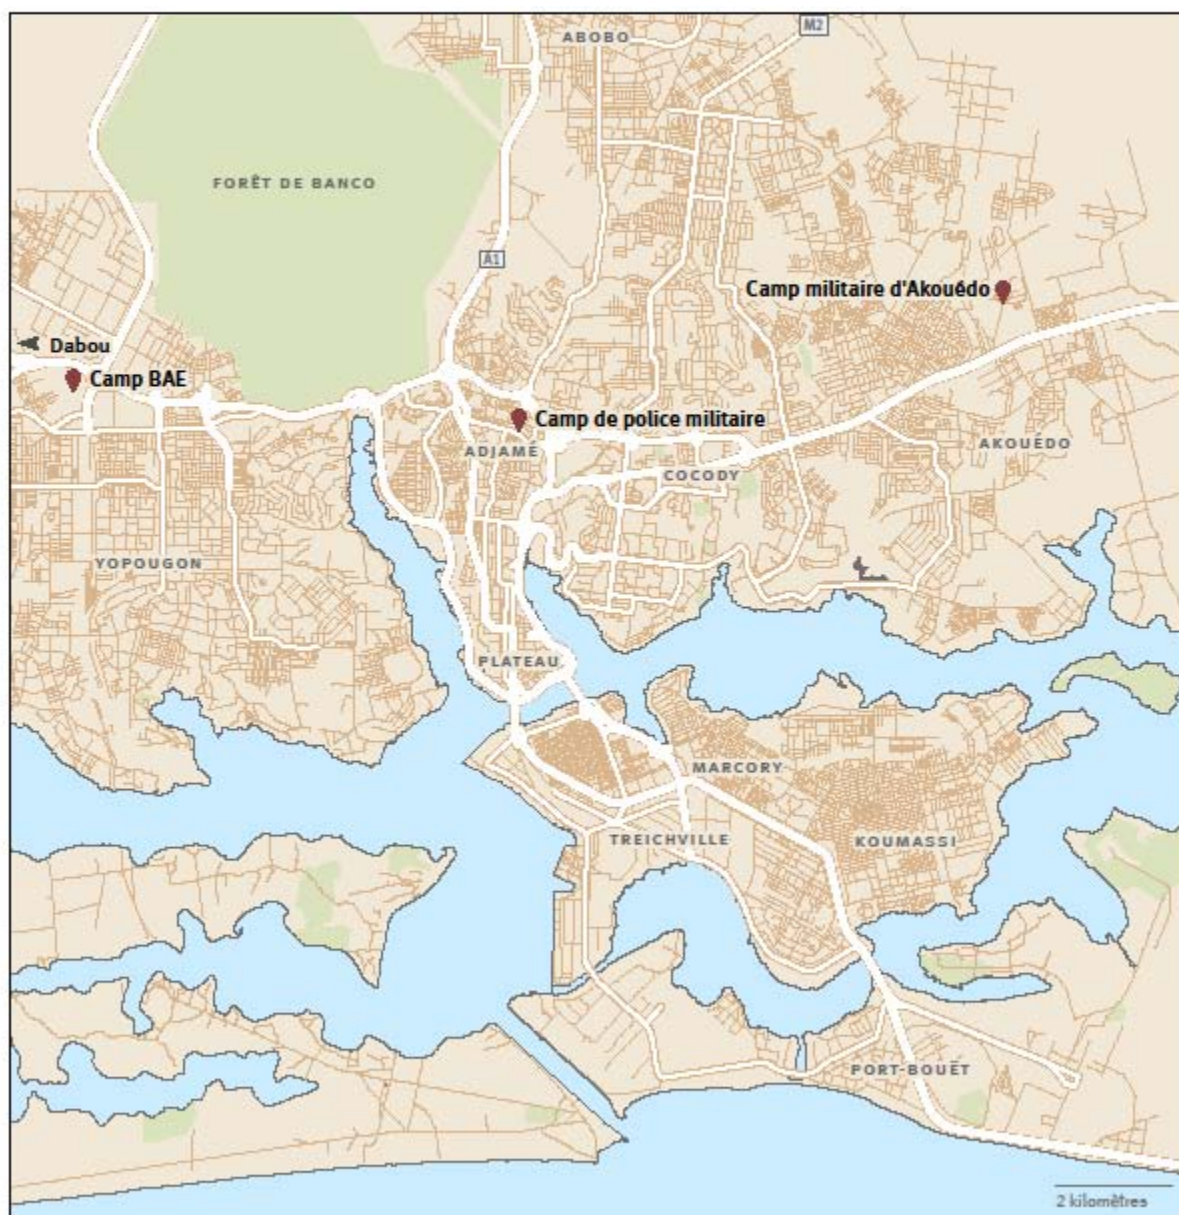 ABOBO
M2
FORÊT DE BANCO
A1
Camp militaire d'Akouédo
Dabou
Camp BAE
Camp de police militaire
ADJAMÉ
COCODY
AKOUÉDO
YOPOUGON
PLATEAU
MARCORY
TREICHVILLE
KOUMASSI
PORT-BOUËT
2 kilomètres